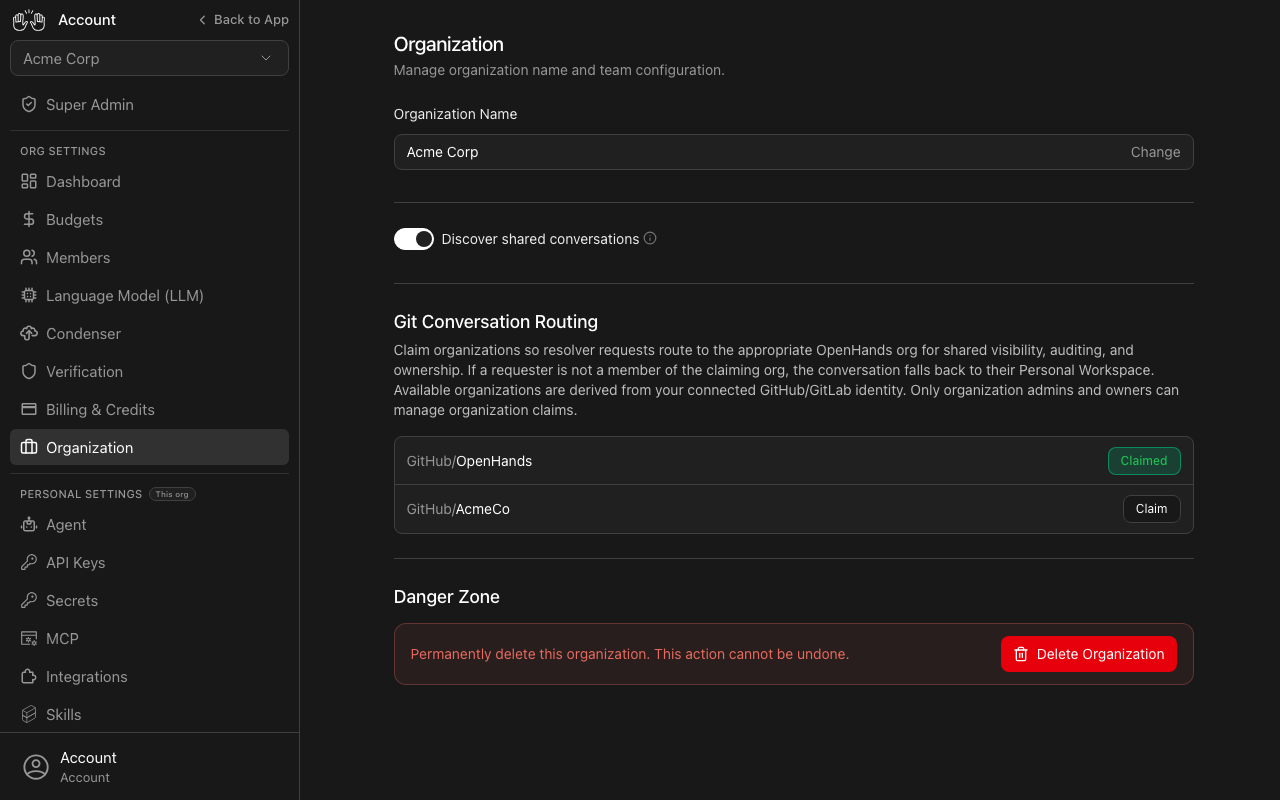 Account
Back to App
Acme Corp
Super Admin
ORG SETTINGS
Dashboard
Budgets
Members
Language Model (LLM)
Condenser
Verification
Billing & Credits
Organization
PERSONAL SETTINGS This org
Agent
API Keys
Secrets
MCP
Integrations
Skills
Account
Account
Organization
Manage organization name and team configuration.
Organization Name
Acme Corp Change
Discover shared conversations
Git Conversation Routing
Claim organizations so resolver requests route to the appropriate OpenHands org for shared visibility, auditing, and
ownership. If a requester is not a member of the claiming org, the conversation falls back to their Personal Workspace.
Available organizations are derived from your connected GitHub/GitLab identity. Only organization admins and owners can
manage organization claims.
GitHub/OpenHands Claimed
GitHub/AcmeCo Claim
Danger Zone
Permanently delete this organization. This action cannot be undone. Delete Organization